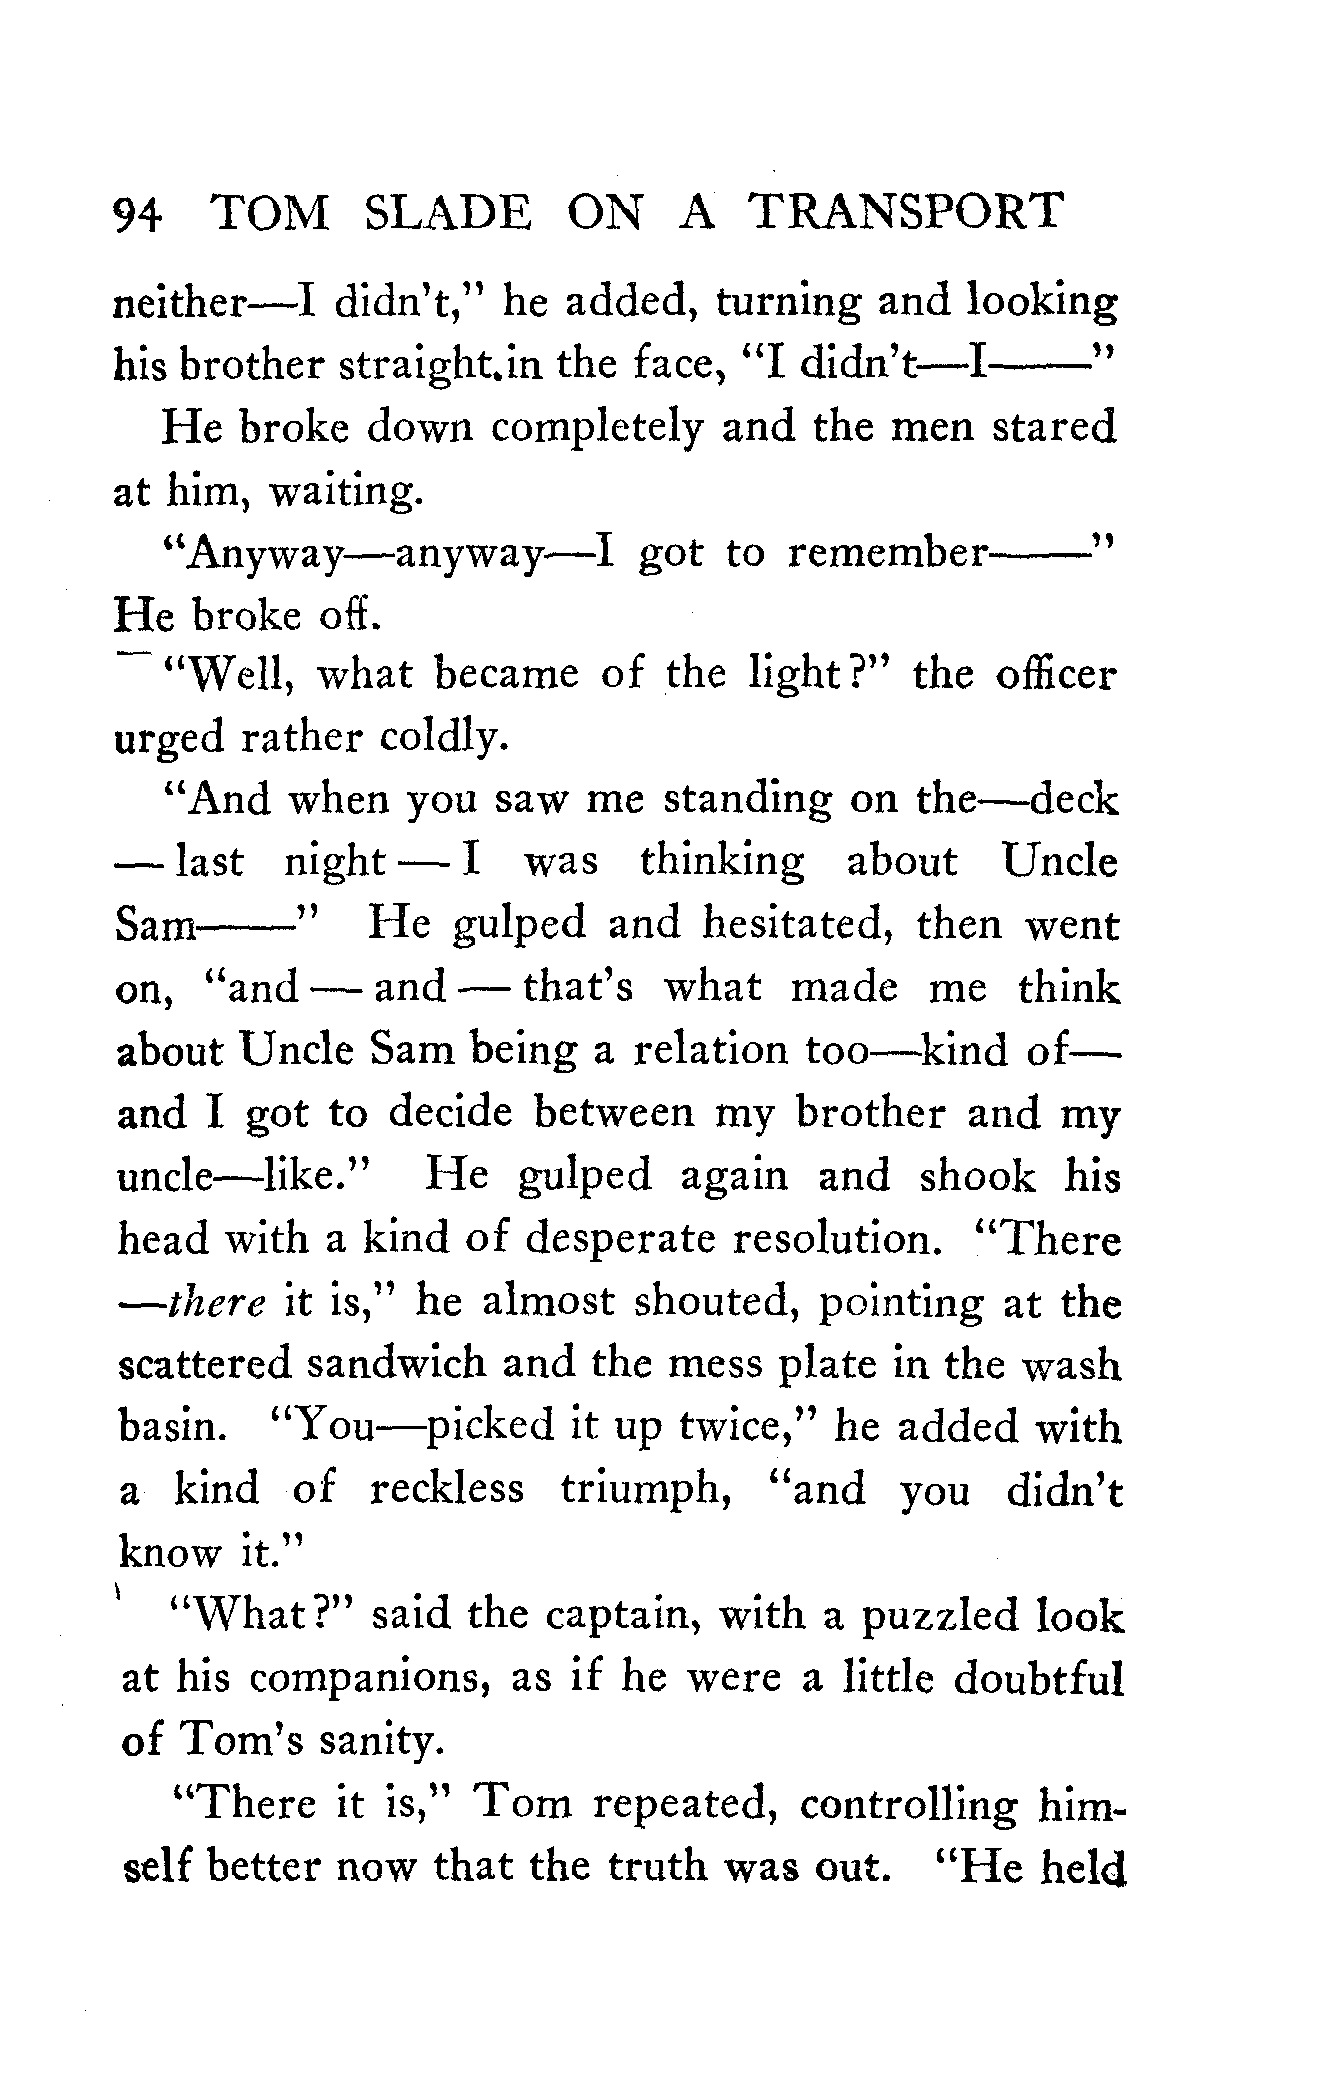 94 TOM SLADE ON A TRANSPORT
neither—I didn't," he added, turning and looking
his brother straight.in the face, "I didn't—I——"
He broke down completely and the men stared
at him, waiting.
"Anyway—anyway—I got to remember——"
He broke off.
"Well, what became of the light?" the officer
urged rather coldly.
"And when you saw me standing on the—deck
— last night — I was thinking about Uncle
Sam——" He gulped and hesitated, then went
on, "and — and — that's what made me think
about Uncle Sam being a relation too—kind of—
and I got to decide between my brother and my
uncle—like." He gulped again and shook his
head with a kind of desperate resolution. "There
—there it is," he almost shouted, pointing at the
scattered sandwich and the mess plate in the wash
basin. "You—picked it up twice," he added with
a kind of reckless triumph, "and you didn't
know it."
"What?" said the captain, with a puzzled look
at his companions, as if he were a little doubtful
of Tom's sanity.
"There it is," Tom repeated, controlling him-
self better now that the truth was out. "He held